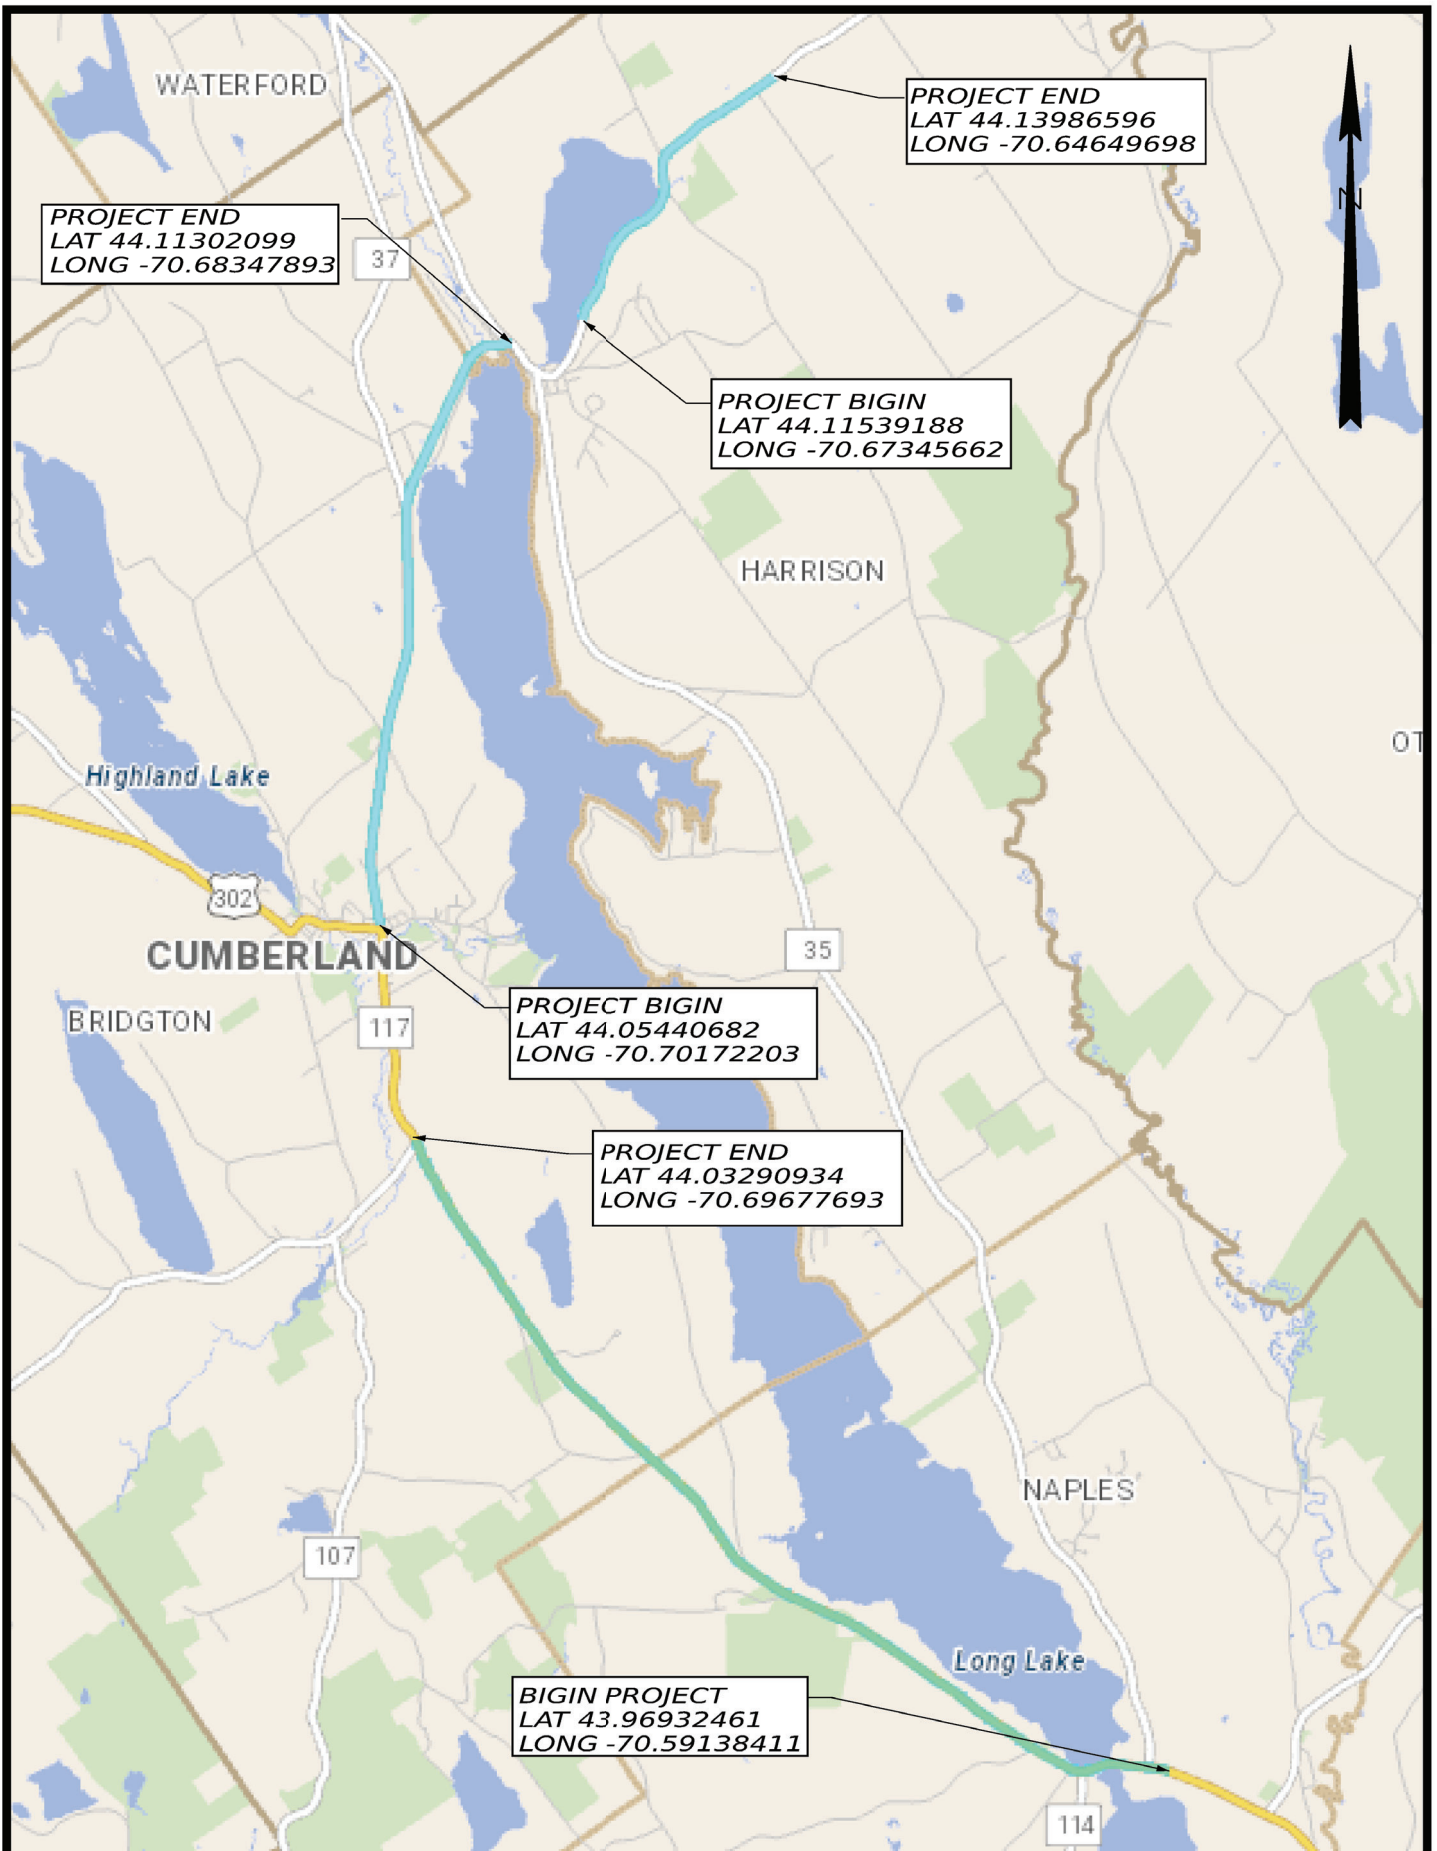 WATERFORD
PROJECT END
LAT 44.13986596
LONG -70.64649698
N
PROJECT END
LAT 44.11302099
LONG -70.68347893
37
PROJECT BIGIN
LAT 44.11539188
LONG -70.67345662
HARRISON
OT
Highland Lake
302
CUMBERLAND
35
BRIDGTON
117
PROJECT BIGIN
LAT 44.05440682
LONG -70.70172203
PROJECT END
LAT 44.03290934
LONG -70.69677693
NAPLES
107
Long Lake
BIGIN PROJECT
LAT 43.96932461
LONG -70.59138411
114